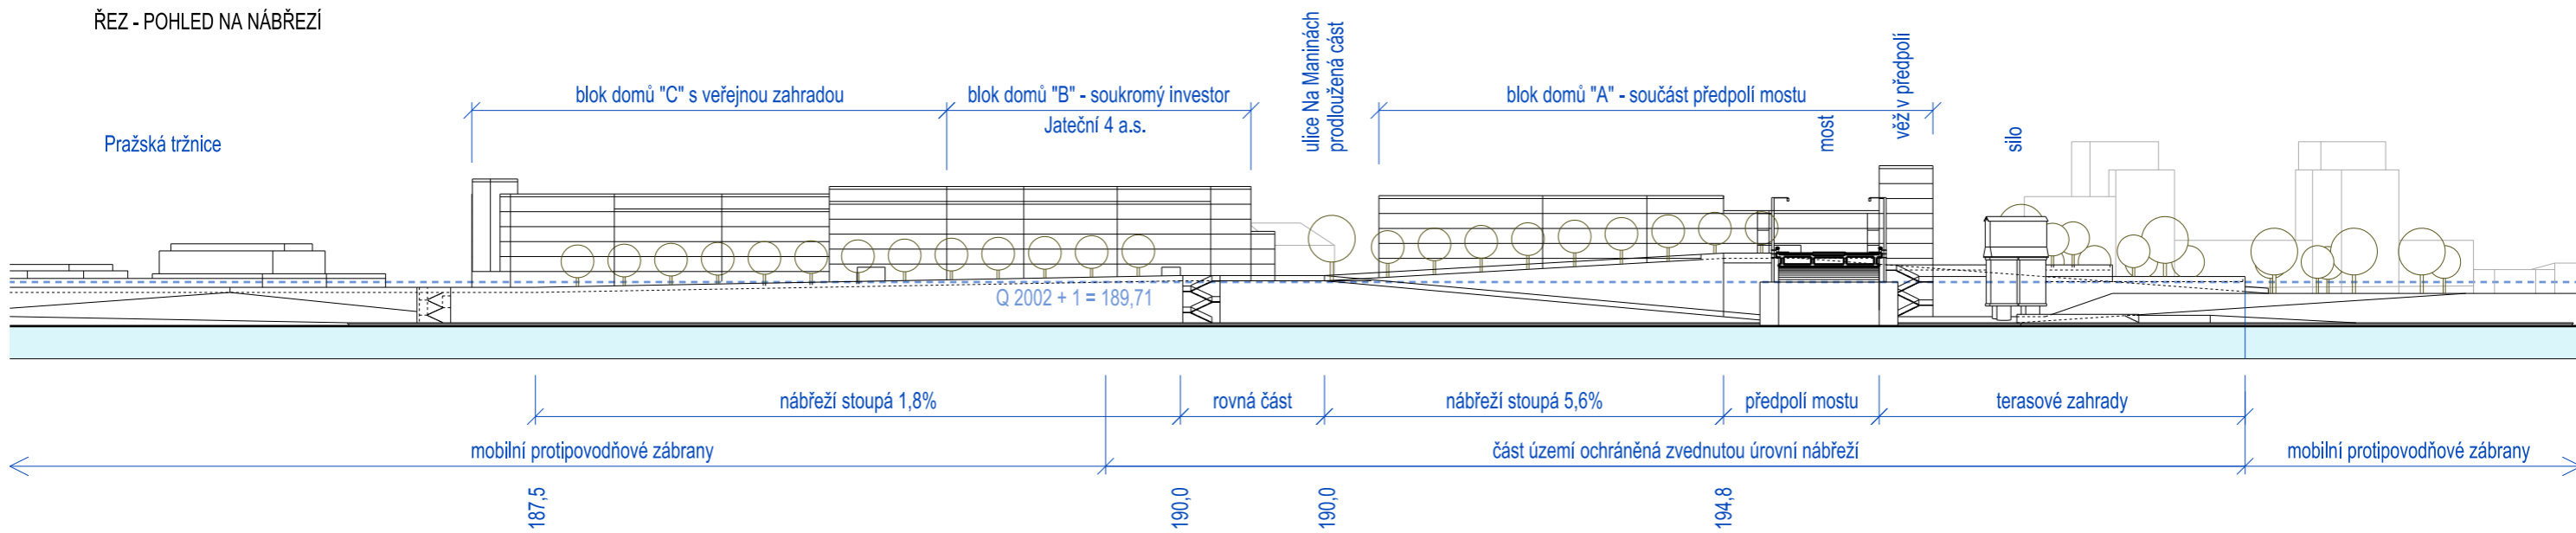 ŘEZ - POHLED NA NÁBŘEZÍ
Pražská tržnice
blok domů "C" s veřejnou zahradou
blok domů "B" - soukromý investor
Jateční 4 a.s.
ulice Na Maninách
prodloužená část
blok domů "A" - součást předpolí mostu
most
věž v předpolí
silo
Q 2002 + 1 = 189,71
nábřeží stoupá 1,8%
rovná část
nábřeží stoupá 5,6%
předpolí mostu
terasové zahrady
mobilní protipovodňové zábrany
část území ochráněná zvednutou úrovní nábřeží
mobilní protipovodňové zábrany
187,5
190,0
190,0
194,8